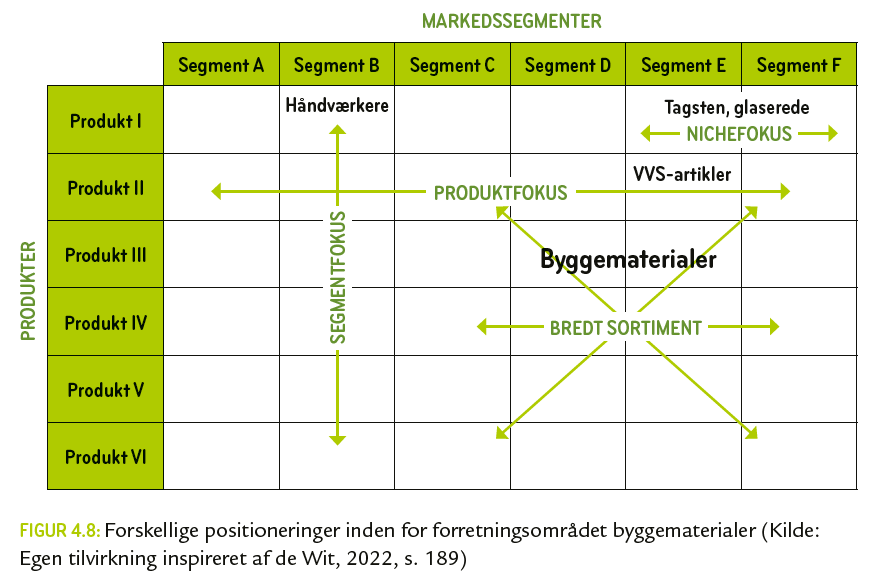 MARKEDSSEGMENTER
Segment A
Segment B
Segment C
Segment D
Segment E
Segment F
PRODUKTER
Produkt I
Håndværkere
Tagsten, glaserede
NICHEFOKUS
Produkt II
PRODUKTFOKUS
VVS-artikler
SEGMENTFOKUS
Produkt III
Byggematerialer
Produkt IV
BREDT SORTIMENT
Produkt V
Produkt VI
FIGUR 4.8: Forskellige positioneringer inden for forretningsområdet byggematerialer (Kilde:
Egen tilvirkning inspireret af de Wit, 2022, s. 189)